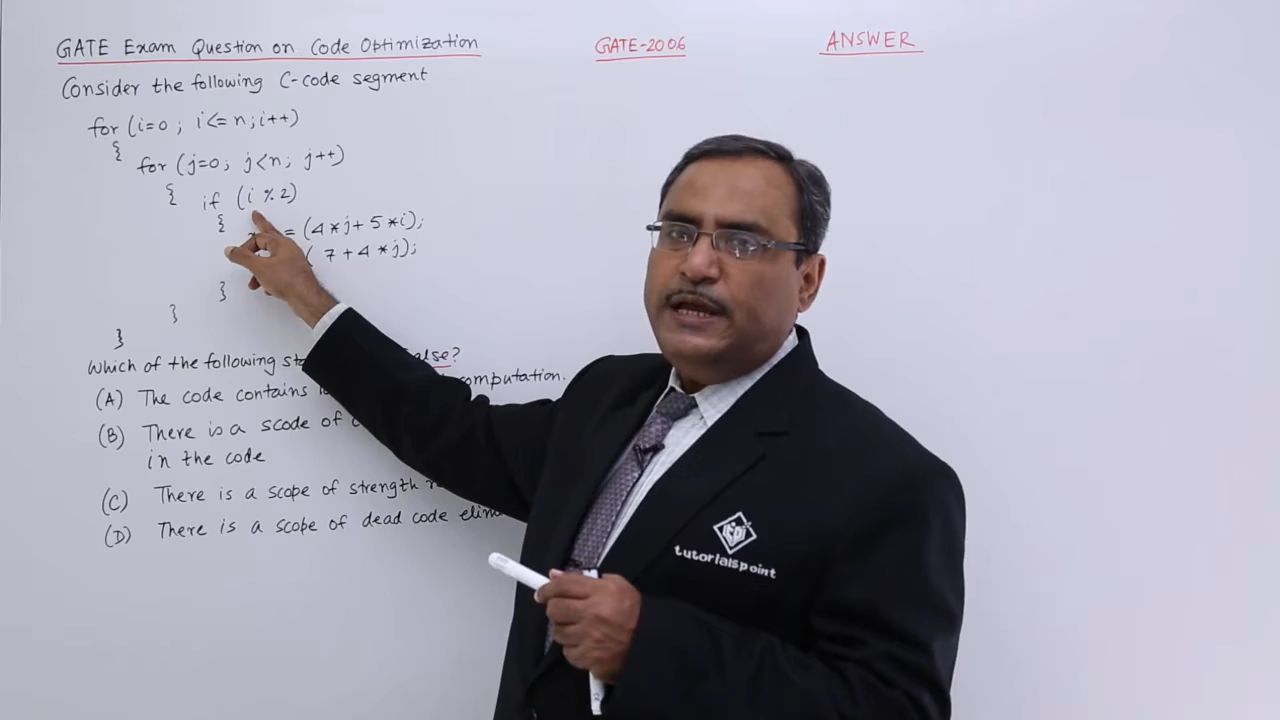 GATE Exam Question on Code Optimization
GATE-2006
ANSWER
Consider the following C-code segment
for (i=0 ; i<= n; i++)
{
for (j=0; j<n; j++)
{ if (i % 2)
{ = (4*j+ 5*i);
( 7+4*j);
}
}
}
Which of the following False?
(A) The code contains computation.
(B) There is a scode of
in the code
(C) There is a scope of strength
(D) There is a scope of dead code
tutorialspoint